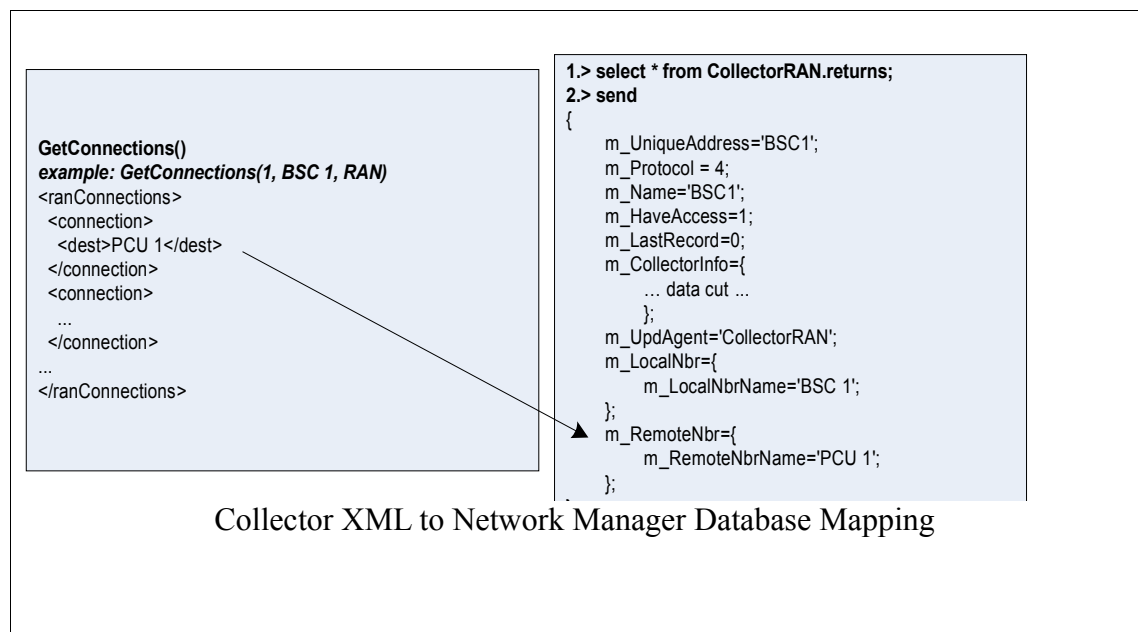 GetConnections()
example: GetConnections(1, BSC 1, RAN)
<ranConnections>
<connection>
<dest>PCU 1</dest>
</connection>
<connection>
...
</connection>
...
</ranConnections>
1.> select * from CollectorRAN.returns;
2.> send
{
m_UniqueAddress='BSC1';
m_Protocol = 4;
m_Name='BSC1';
m_HaveAccess=1;
m_LastRecord=0;
m_CollectorInfo={
... data cut ...
};
m_UpdAgent='CollectorRAN';
m_LocalNbr={
m_LocalNbrName='BSC 1';
};
m_RemoteNbr={
m_RemoteNbrName='PCU 1';
};
Collector XML to Network Manager Database Mapping